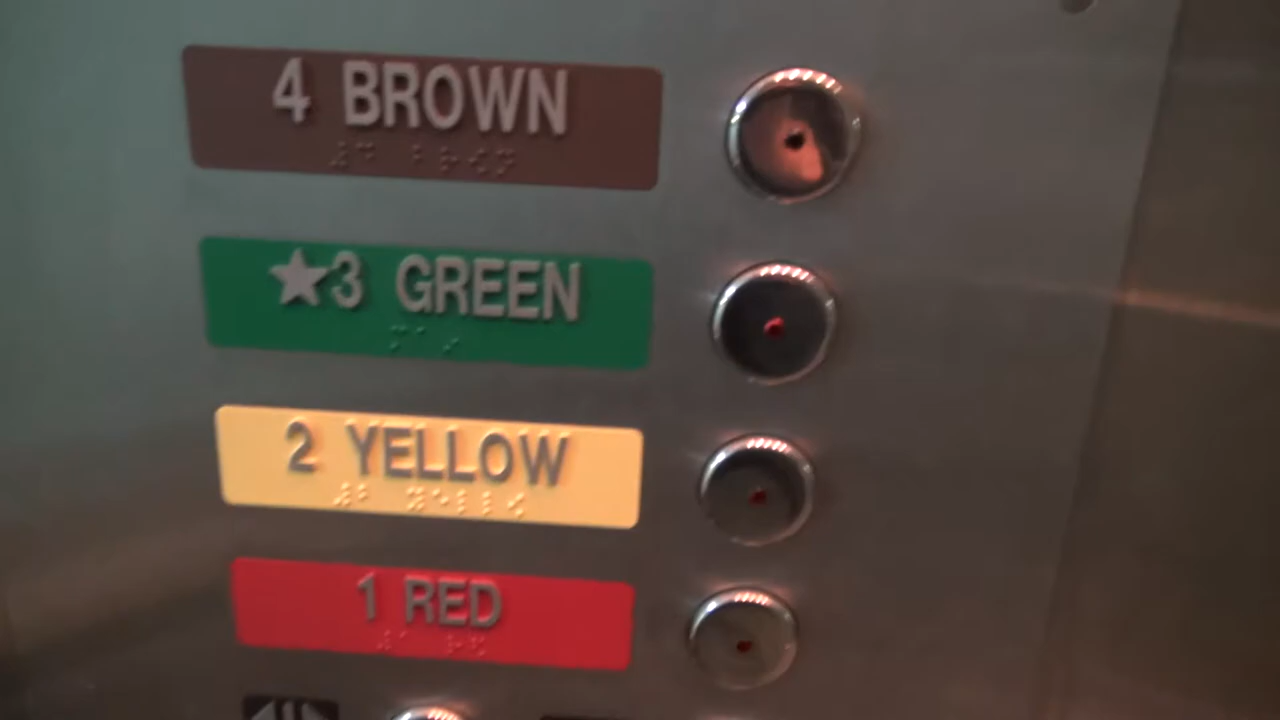 4 BROWN
★3 GREEN
2 YELLOW
1 RED